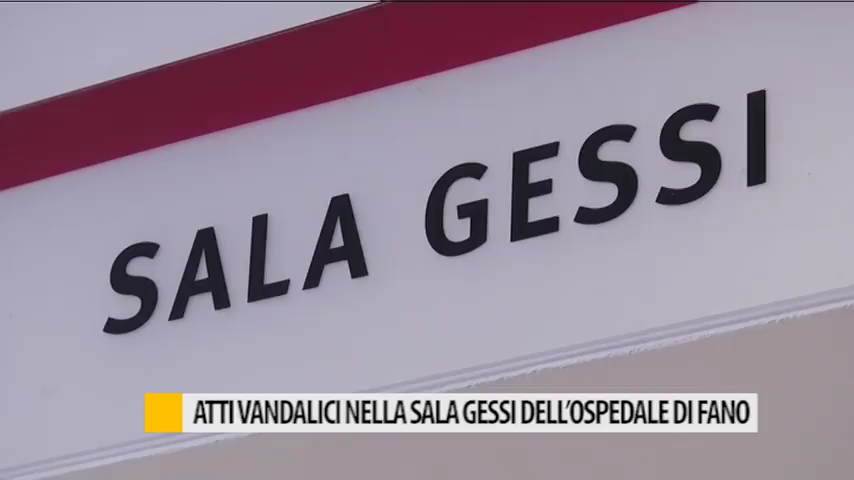 SALA GESSI
ATTI VANDALICI NELLA SALA GESSI DELL'OSPEDALE DI FANO